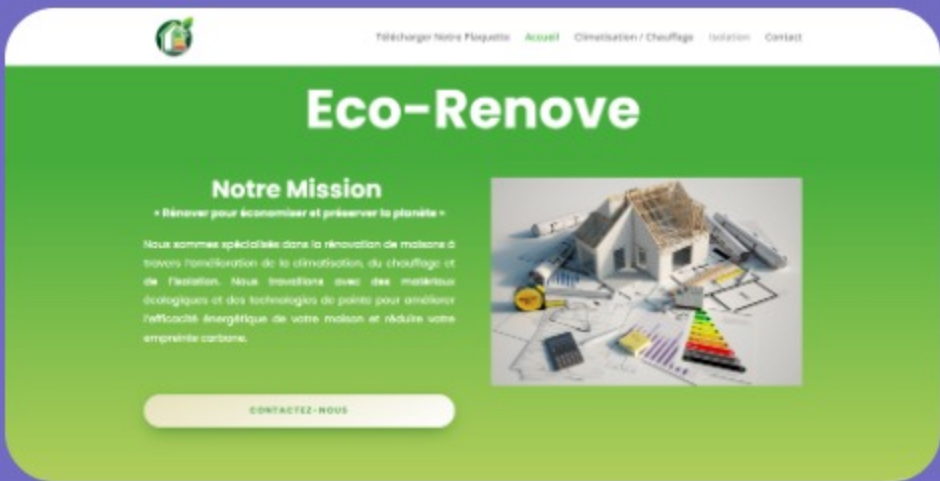 Télécharger Notre Plaquette Accueil Climatisation / Chauffage Isolation Contact
Eco-Renove
Notre Mission
« Rénover pour économiser et préserver la planète »
Nous sommes spécialisés dans la rénovation de maisons à
travers l'amélioration de la climatisation, du chauffage et
de l'isolation. Nous travaillons avec des matériaux
écologiques et des technologies de pointe pour améliorer
l'efficacité énergétique de votre maison et réduire votre
empreinte carbone.
CONTACTEZ-NOUS